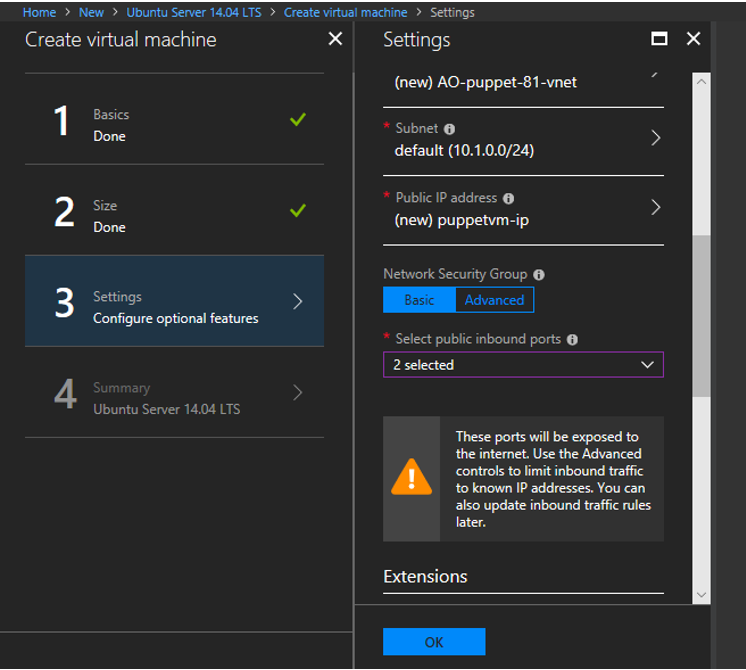 Home > New > Ubuntu Server 14.04 LTS > Create virtual machine > Settings
Create virtual machine
1
Basics
Done
2
Size
Done
3
Settings
Configure optional features
4
Summary
Ubuntu Server 14.04 LTS
Settings
(new) AO-puppet-81-vnet
* Subnet
default (10.1.0.0/24)
* Public IP address
(new) puppetvm-ip
Network Security Group
Basic Advanced
* Select public inbound ports
2 selected
These ports will be exposed to
the internet. Use the Advanced
controls to limit inbound traffic
to known IP addresses. You can
also update inbound traffic rules
later.
Extensions
OK